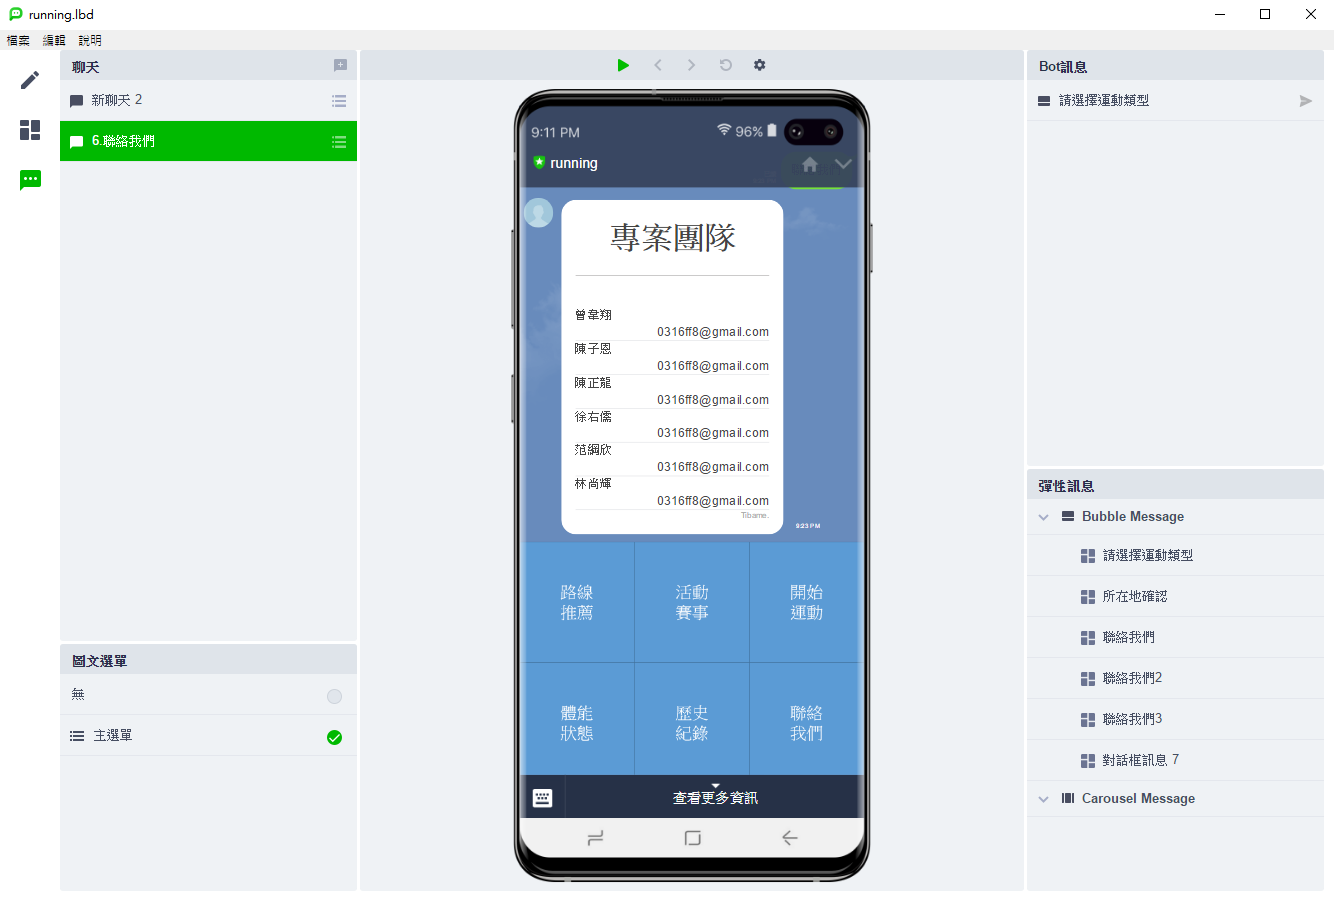 running.lbd
檔案 編輯 說明
聊天
新聊天 2
6.聯絡我們
圖文選單
無
主選單
9:11 PM 96%
running
專案團隊
曾韋翔
0316ff8@gmail.com
陳子恩
0316ff8@gmail.com
陳正龍
0316ff8@gmail.com
徐右儒
0316ff8@gmail.com
范綱欣
0316ff8@gmail.com
林尚輝
0316ff8@gmail.com
Tibame.
9:23 PM
路線
推薦
活動
賽事
開始
運動
體能
狀態
歷史
紀錄
聯絡
我們
查看更多資訊
Bot訊息
請選擇運動類型
彈性訊息
Bubble Message
請選擇運動類型
所在地確認
聯絡我們
聯絡我們2
聯絡我們3
對話框訊息 7
Carousel Message